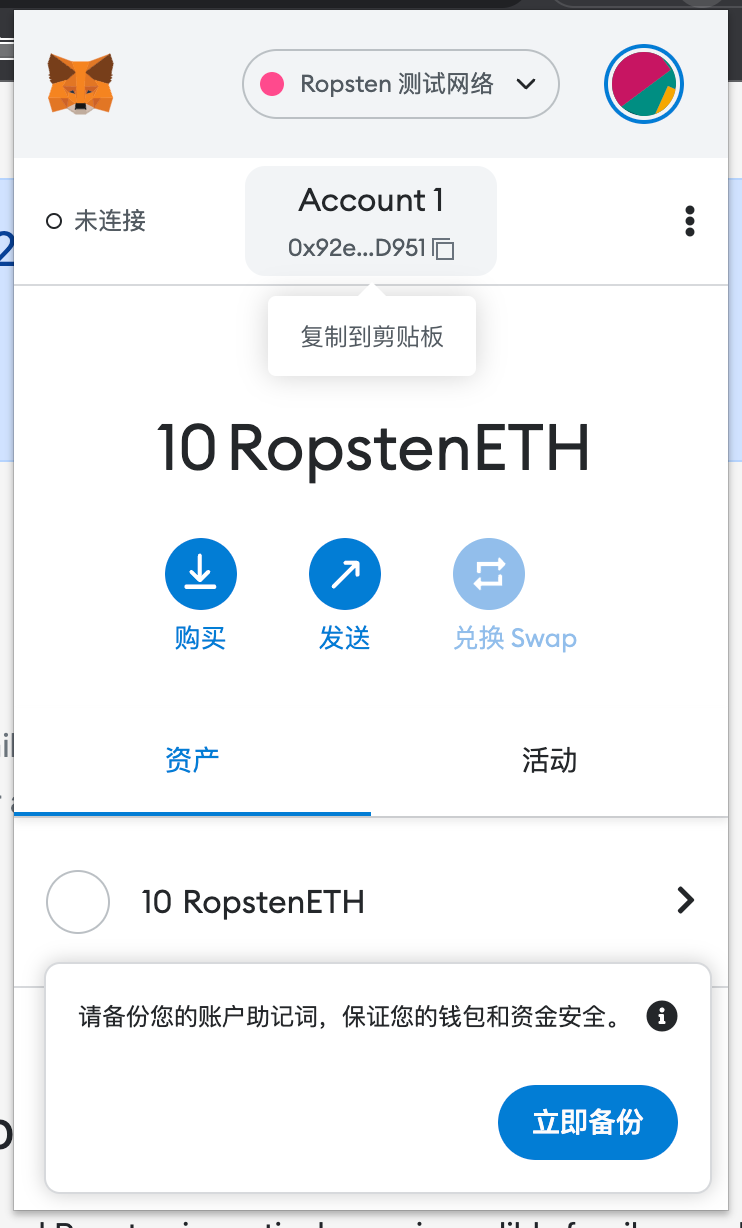 Ropsten 测试网络
未连接
Account 1
0x92e...D951
复制到剪贴板
10 RopstenETH
购买
发送
兑换 Swap
资产
活动
10 RopstenETH
请备份您的账户助记词，保证您的钱包和资金安全。
立即备份